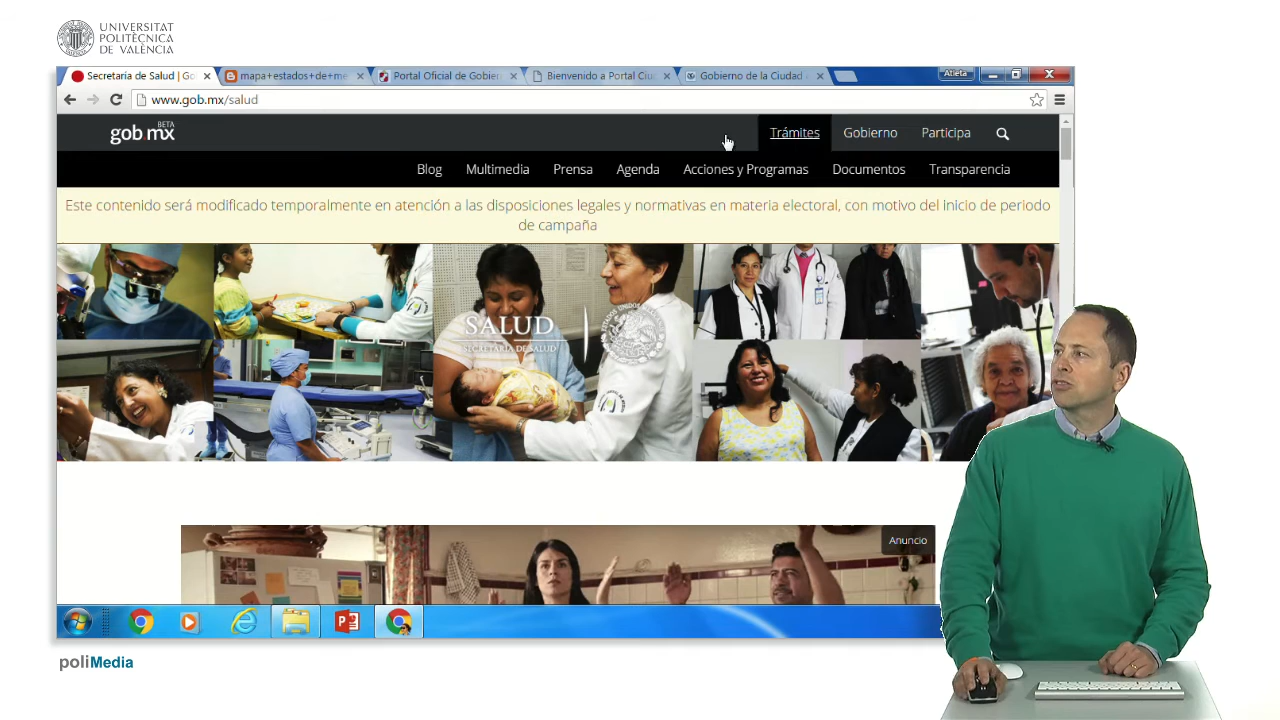 UNIVERSITAT
POLITÈCNICA
DE VALÈNCIA
Secretaría de Salud | Go
mapa+estados+de+me
Portal Oficial de Gobier
Bienvenido a Portal Ciu
Gobierno de la Ciudad
Atleta
www.gob.mx/salud
gob mx
BETA
Trámites Gobierno Participa
Blog Multimedia Prensa Agenda Acciones y Programas Documentos Transparencia
Este contenido será modificado temporalmente en atención a las disposiciones legales y normativas en materia electoral, con motivo del inicio de periodo
de campaña
SALUD
SECRETARÍA DE SALUD
ESTADOS UNIDOS MEXICANOS
Anuncio
poliMedia